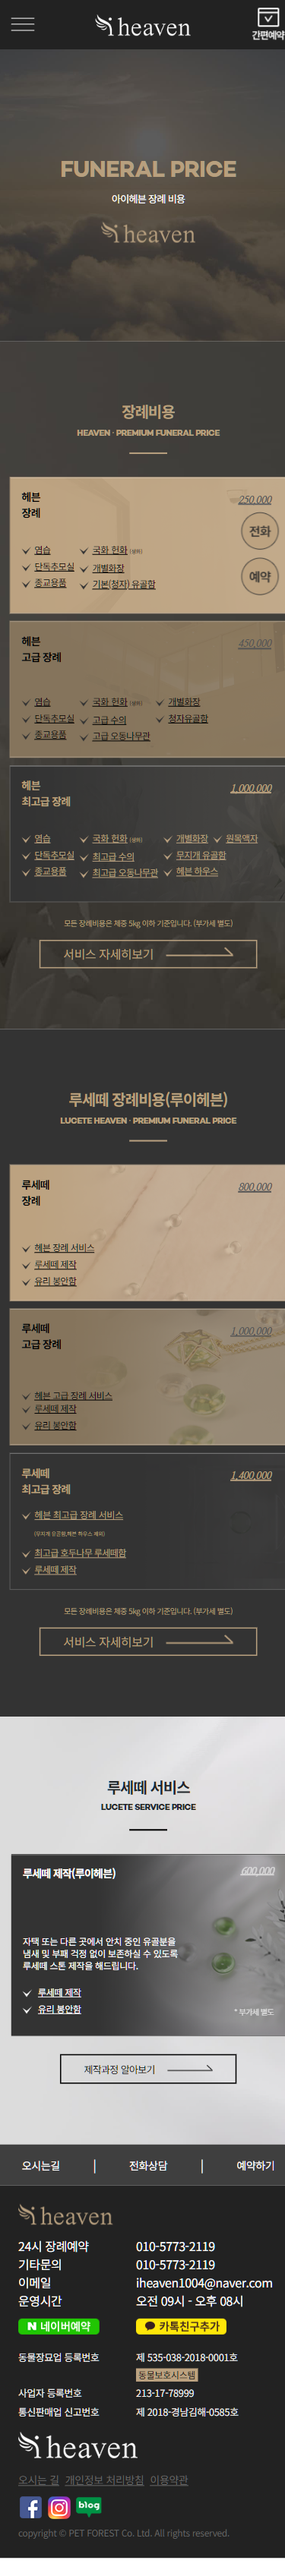 i heaven
간편예약
FUNERAL PRICE
아이헤븐 장례 비용
i heaven
장례비용
HEAVEN · PREMIUM FUNERAL PRICE
헤븐
장례
250,000
전화
예약
염습
단독추모실
종교용품
국화 헌화
개별화장
기본(청자) 유골함
헤븐
고급 장례
450,000
염습
단독추모실
종교용품
국화 헌화
고급 수의
고급 오동나무관
개별화장
청자유골함
헤븐
최고급 장례
1,000,000
염습
단독추모실
종교용품
국화 헌화
최고급 수의
최고급 오동나무관
개별화장
무지개 유골함
헤븐 하우스
원목액자
모든 장례비용은 체중 5kg 이하 기준입니다. (부가세 별도)
서비스 자세히보기
루세떼 장례비용(루이헤븐)
LUCETE HEAVEN · PREMIUM FUNERAL PRICE
루세떼
장례
800,000
헤븐 장례 서비스
루세떼 제작
유리 봉안함
루세떼
고급 장례
1,000,000
헤븐 고급 장례 서비스
루세떼 제작
유리 봉안함
루세떼
최고급 장례
1,400,000
헤븐 최고급 장례 서비스
(무지개 유골함,헤븐 하우스 제외)
최고급 호두나무 루세떼함
루세떼 제작
모든 장례비용은 체중 5kg 이하 기준입니다. (부가세 별도)
서비스 자세히보기
루세떼 서비스
LUCETE SERVICE PRICE
루세떼 제작(루이헤븐)
600,000
자택 또는 다른 곳에서 안치 중인 유골분을
냄새 및 부패 걱정 없이 보존하실 수 있도록
루세떼 스톤 제작을 해드립니다.
루세떼 제작
유리 봉안함
* 부가세 별도
제작과정 알아보기
오시는길
전화상담
예약하기
i heaven
24시 장례예약 010-5773-2119
기타문의 010-5773-2119
이메일 iheaven1004@naver.com
운영시간 오전 09시 - 오후 08시
N 네이버예약
카톡친구추가
동물장묘업 등록번호 제 535-038-2018-0001호
동물보호시스템
사업자 등록번호 213-17-78999
통신판매업 신고번호 제 2018-경남김해-0585호
i heaven
오시는 길 개인정보 처리방침 이용약관
f
blog
copyright © PET FOREST Co. Ltd. All rights reserved.